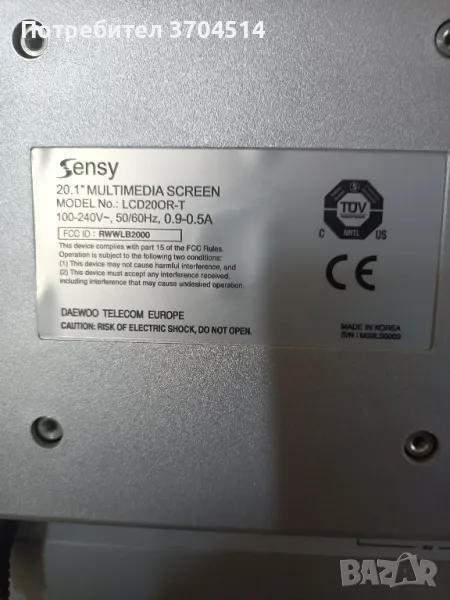 Потребител 3704514
Sensy
20.1" MULTIMEDIA SCREEN
MODEL No.: LCD20OR-T
100-240V~, 50/60Hz, 0.9-0.5A
FCC ID : RWWLB2000
This device complies with part 15 of the FCC Rules.
Operation is subject to the following two conditions:
(1) This device may not cause harmful interference, and
(2) This device must accept any interference received,
including interference that may cause undesired operation.
DAEWOO TELECOM EUROPE
CAUTION: RISK OF ELECTRIC SHOCK, DO NOT OPEN.
TÜV
C NRTL US
CE
MADE IN KOREA
S/N :
BAZAR